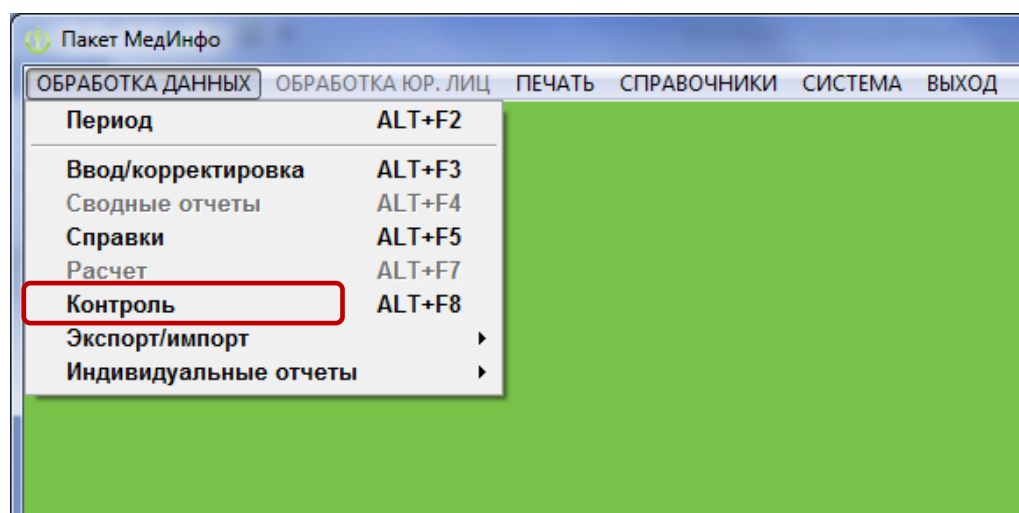 Пакет МедИнфо
ОБРАБОТКА ДАННЫХ ОБРАБОТКА ЮР. ЛИЦ ПЕЧАТЬ СПРАВОЧНИКИ СИСТЕМА ВЫХОД
Период ALT+F2
Ввод/корректировка ALT+F3
Сводные отчеты ALT+F4
Справки ALT+F5
Расчет ALT+F7
Контроль ALT+F8
Экспорт/импорт
Индивидуальные отчеты